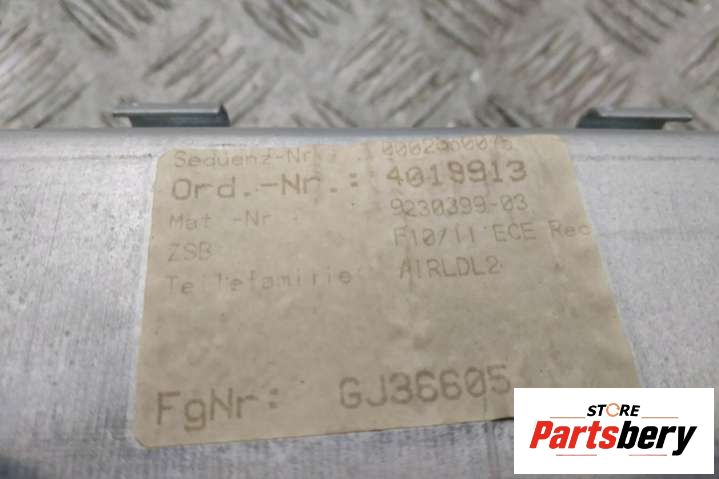 Sequenz-Nr.: 0002050075
Ord.-Nr.: 4019913
Mat.-Nr.: 9230399-03
ZSB: F10/11 ECE Rec
Teilefamilie: AIRLDL2
FgNr: GJ36605
STORE
Partsbery